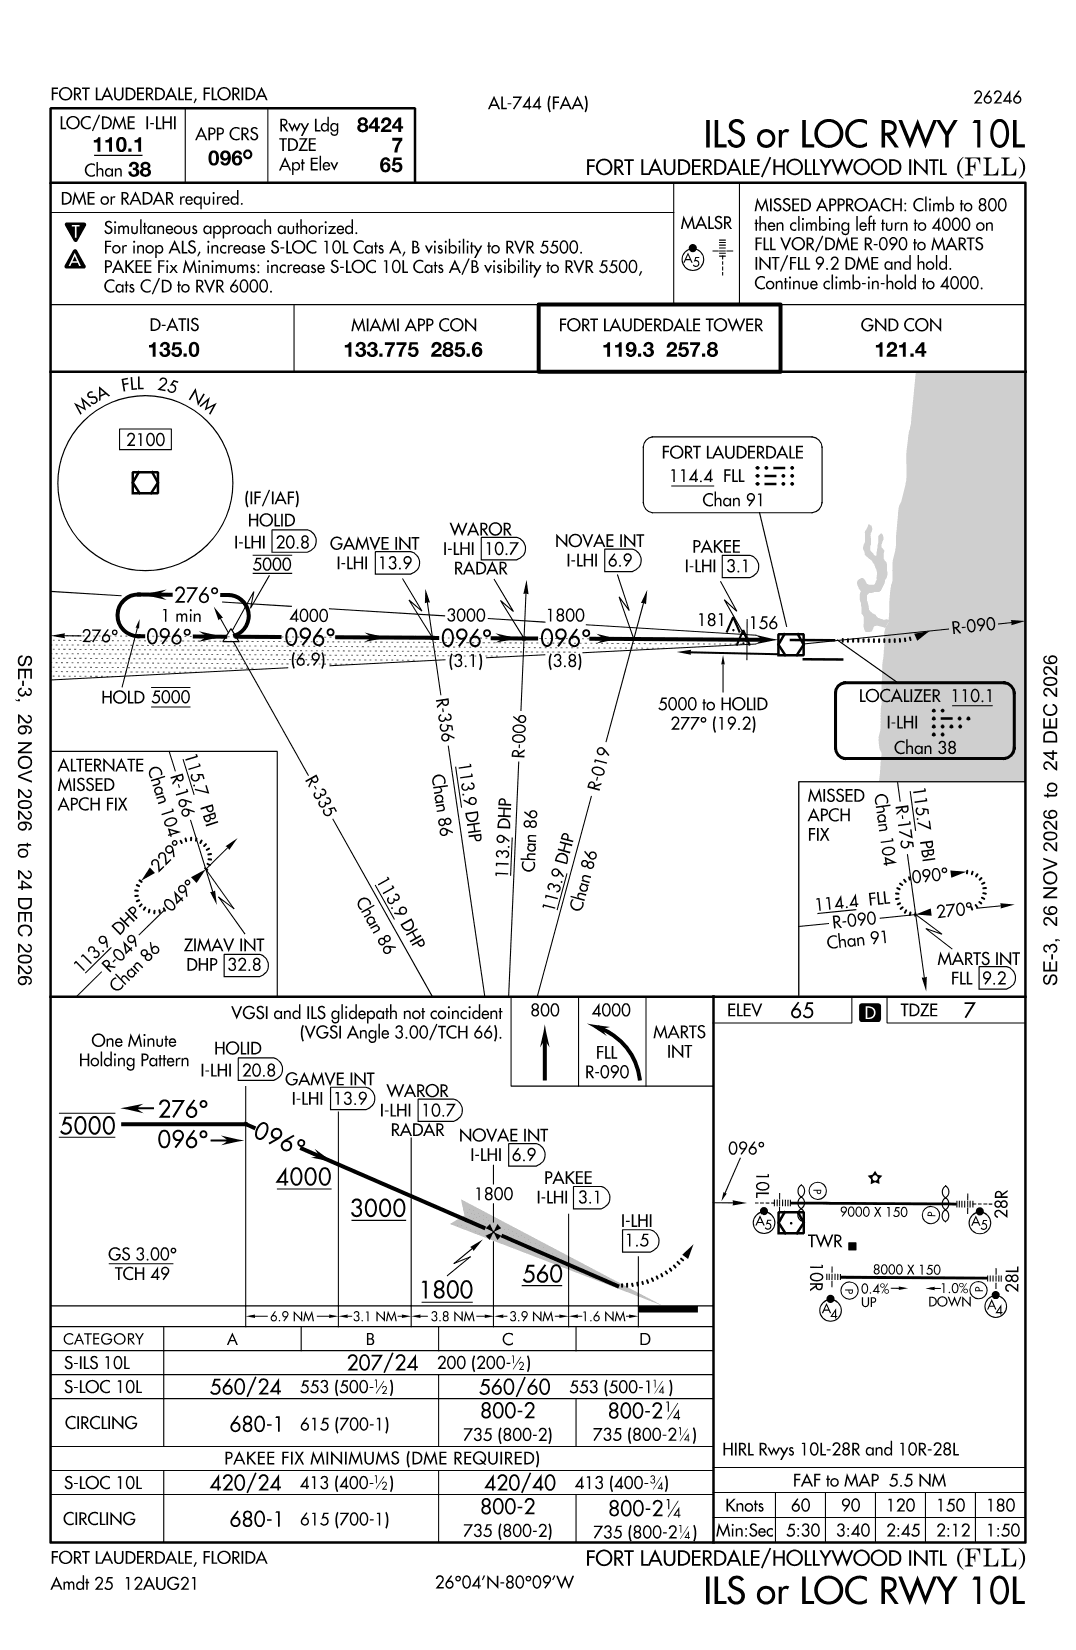 FORT LAUDERDALE, FLORIDA
AL-744 (FAA)
26246
LOC/DME I-LHI
110.1
Chan 38
APP CRS
096°
Rwy Ldg 8424
TDZE 7
Apt Elev 65
ILS or LOC RWY 10L
FORT LAUDERDALE/HOLLYWOOD INTL (FLL)
DME or RADAR required.
T
A
Simultaneous approach authorized.
For inop ALS, increase S-LOC 10L Cats A, B visibility to RVR 5500.
PAKEE Fix Minimums: increase S-LOC 10L Cats A/B visibility to RVR 5500,
Cats C/D to RVR 6000.
MALSR
A5
MISSED APPROACH: Climb to 800
then climbing left turn to 4000 on
FLL VOR/DME R-090 to MARTS
INT/FLL 9.2 DME and hold.
Continue climb-in-hold to 4000.
D-ATIS
135.0
MIAMI APP CON
133.775 285.6
FORT LAUDERDALE TOWER
119.3 257.8
GND CON
121.4
MSA FLL 25 NM
2100
FORT LAUDERDALE
114.4 FLL
Chan 91
(IF/IAF)
HOLID
I-LHI 20.8
5000
GAMVE INT
I-LHI 13.9
WAROR
I-LHI 10.7
RADAR
NOVAE INT
I-LHI 6.9
PAKEE
I-LHI 3.1
276°
1 min
276°
096°
4000
096°
(6.9)
3000
096°
(3.1)
1800
096°
(3.8)
181
156
R-090
HOLD 5000
5000 to HOLID
277° (19.2)
LOCALIZER 110.1
I-LHI
Chan 38
R-335
113.9 DHP
Chan 86
R-356
113.9 DHP
Chan 86
R-006
113.9 DHP
Chan 86
R-019
113.9 DHP
Chan 86
ALTERNATE
MISSED
APCH FIX
115.7 PBI
R-166
Chan 104
229°
049°
113.9 DHP
R-049
Chan 86
ZIMAV INT
DHP 32.8
MISSED
APCH
FIX
115.7 PBI
R-175
Chan 104
090°
270°
114.4 FLL
R-090
Chan 91
MARTS INT
FLL 9.2
SE-3, 26 NOV 2026 to 24 DEC 2026
SE-3, 26 NOV 2026 to 24 DEC 2026
VGSI and ILS glidepath not coincident
(VGSI Angle 3.00/TCH 66).
One Minute
Holding Pattern
800
4000
FLL
R-090
MARTS
INT
HOLID
I-LHI 20.8
GAMVE INT
I-LHI 13.9
WAROR
I-LHI 10.7
RADAR
NOVAE INT
I-LHI 6.9
PAKEE
I-LHI 3.1
I-LHI
1.5
5000
276°
096°
096°
4000
3000
1800
1800
560
GS 3.00°
TCH 49
6.9 NM
3.1 NM
3.8 NM
3.9 NM
1.6 NM
ELEV 65
D
TDZE 7
096°
10L
28R
P
9000 X 150
P
A5
A5
TWR
10R
28L
8000 X 150
P
0.4%
UP
1.0%
DOWN
P
A4
A4
HIRL Rwys 10L-28R and 10R-28L
FAF to MAP 5.5 NM
Knots 60 90 120 150 180
Min:Sec 5:30 3:40 2:45 2:12 1:50
CATEGORY A B C D
S-ILS 10L 207/24 200 (200-½)
S-LOC 10L 560/24 553 (500-½) 560/60 553 (500-1¼)
CIRCLING 680-1 615 (700-1) 800-2 735 (800-2) 800-2¼ 735 (800-2¼)
PAKEE FIX MINIMUMS (DME REQUIRED)
S-LOC 10L 420/24 413 (400-½) 420/40 413 (400-¾)
CIRCLING 680-1 615 (700-1) 800-2 735 (800-2) 800-2¼ 735 (800-2¼)
FORT LAUDERDALE, FLORIDA
Amdt 25 12AUG21
26°04'N-80°09'W
FORT LAUDERDALE/HOLLYWOOD INTL (FLL)
ILS or LOC RWY 10L